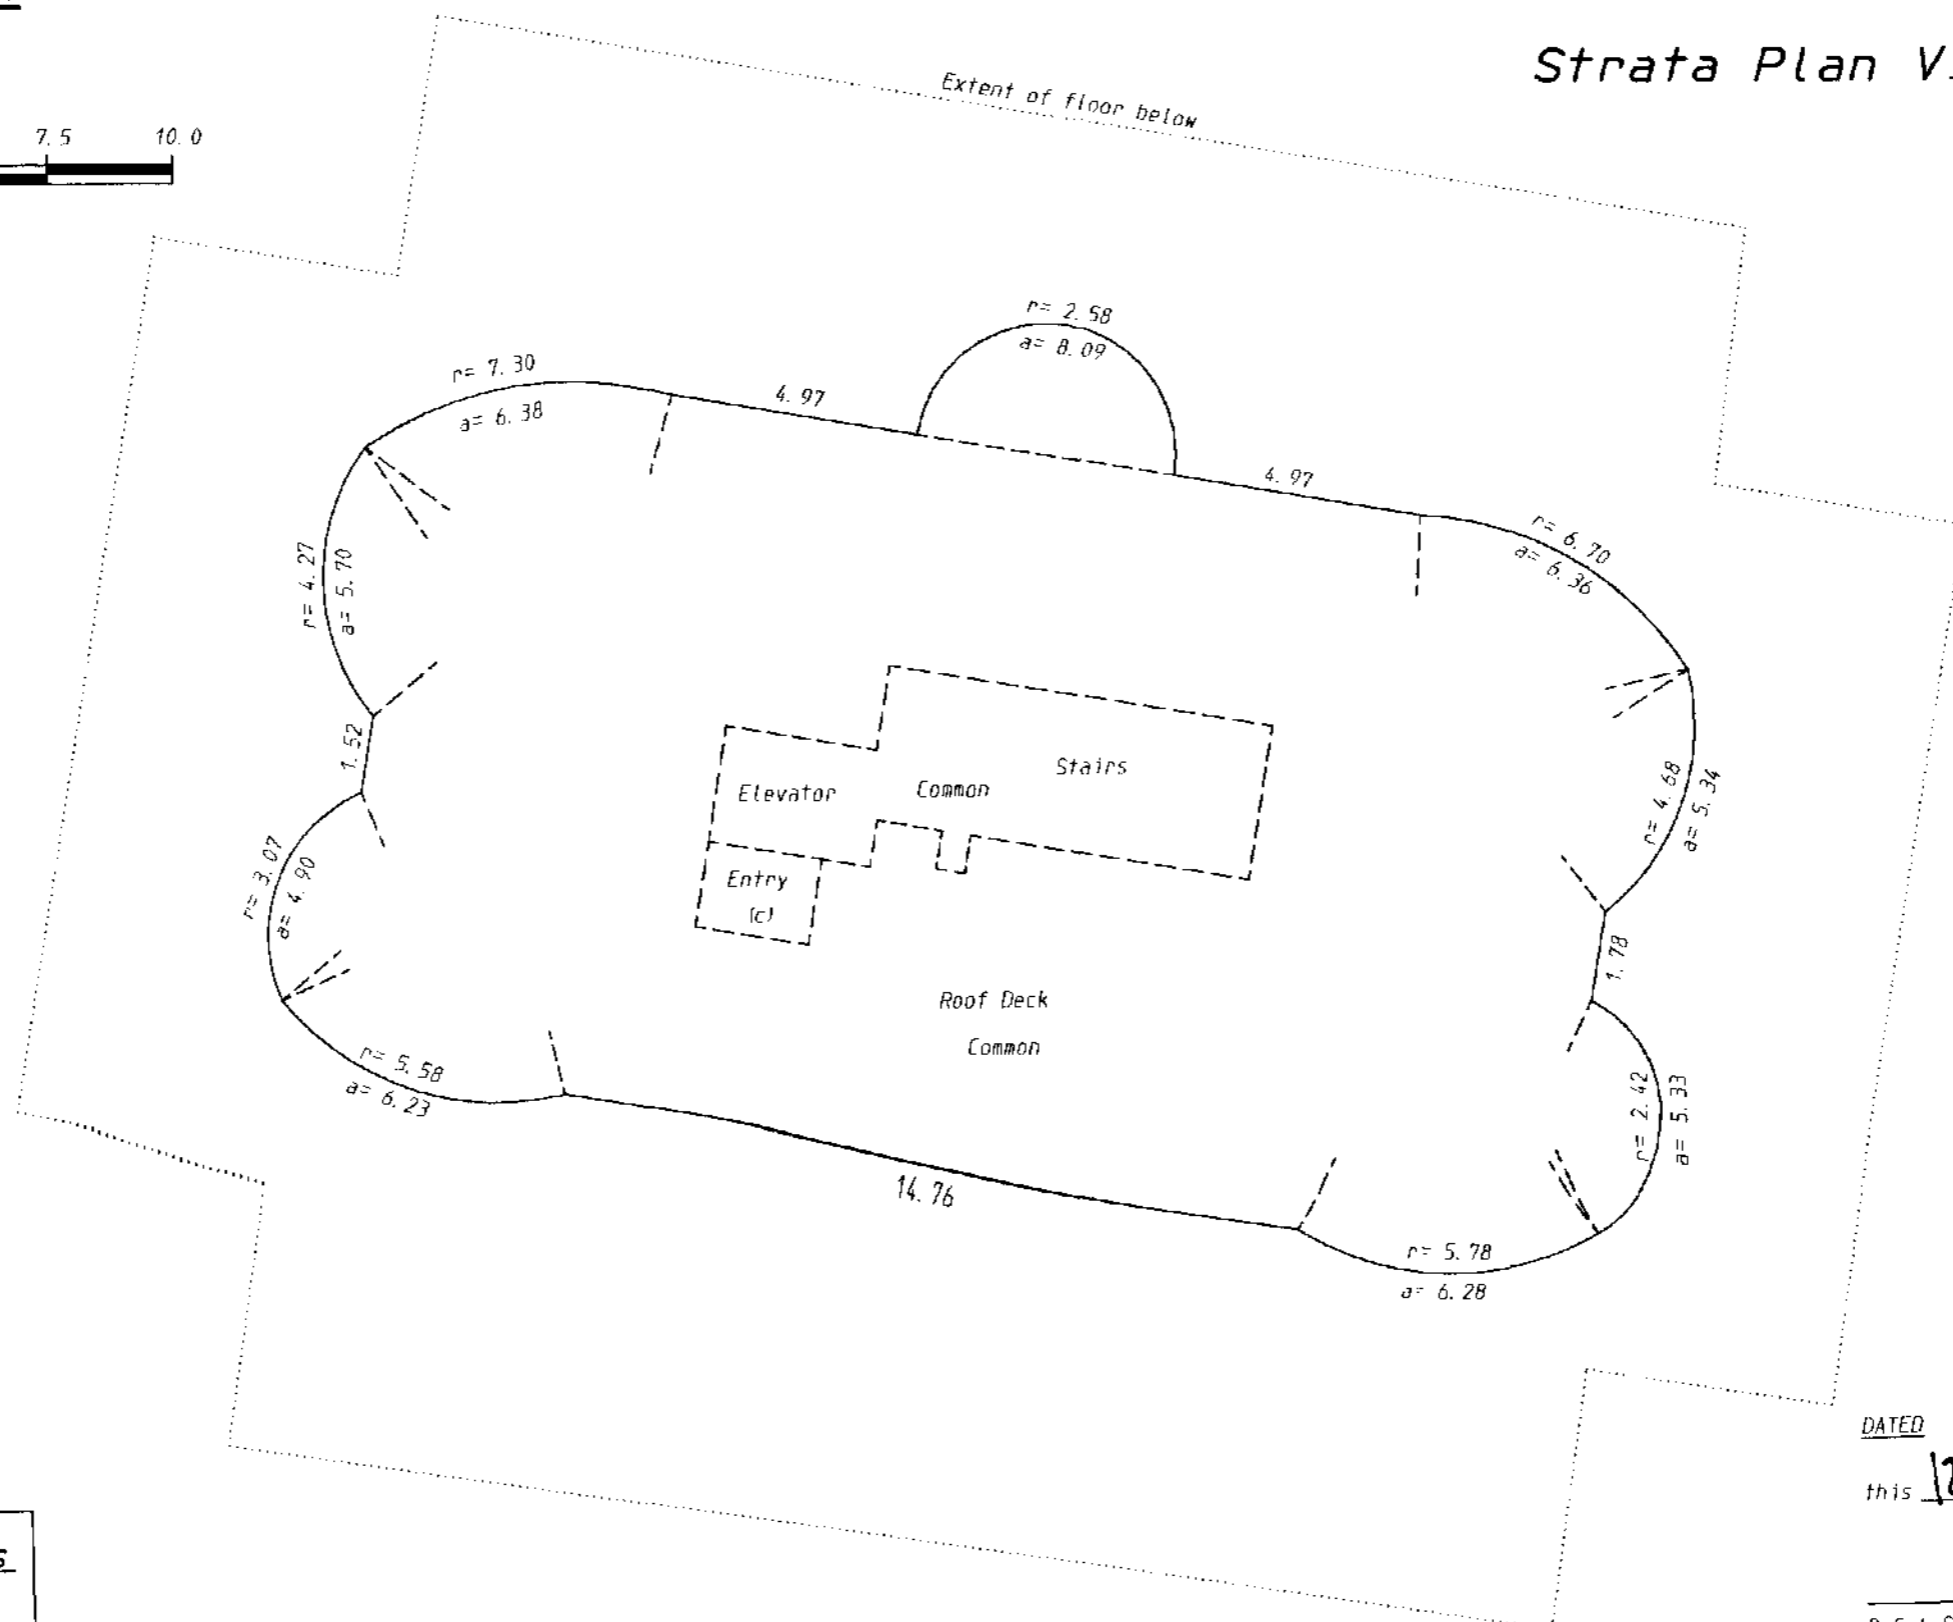 Strata Plan V
Extent of floor below
7.5 10.0
r= 2.58
a= 8.09
r= 7.30
a= 6.38
4.97
4.97
r= 6.70
a= 6.36
r= 4.27
a= 5.70
1.52
Stairs
Elevator
Common
r= 4.68
a= 5.34
Entry
(c)
r= 3.07
a= 4.90
1.78
Roof Deck
Common
r= 5.58
a= 6.23
r= 2.42
a= 5.33
14.76
r= 5.78
a= 6.28
DATED
this